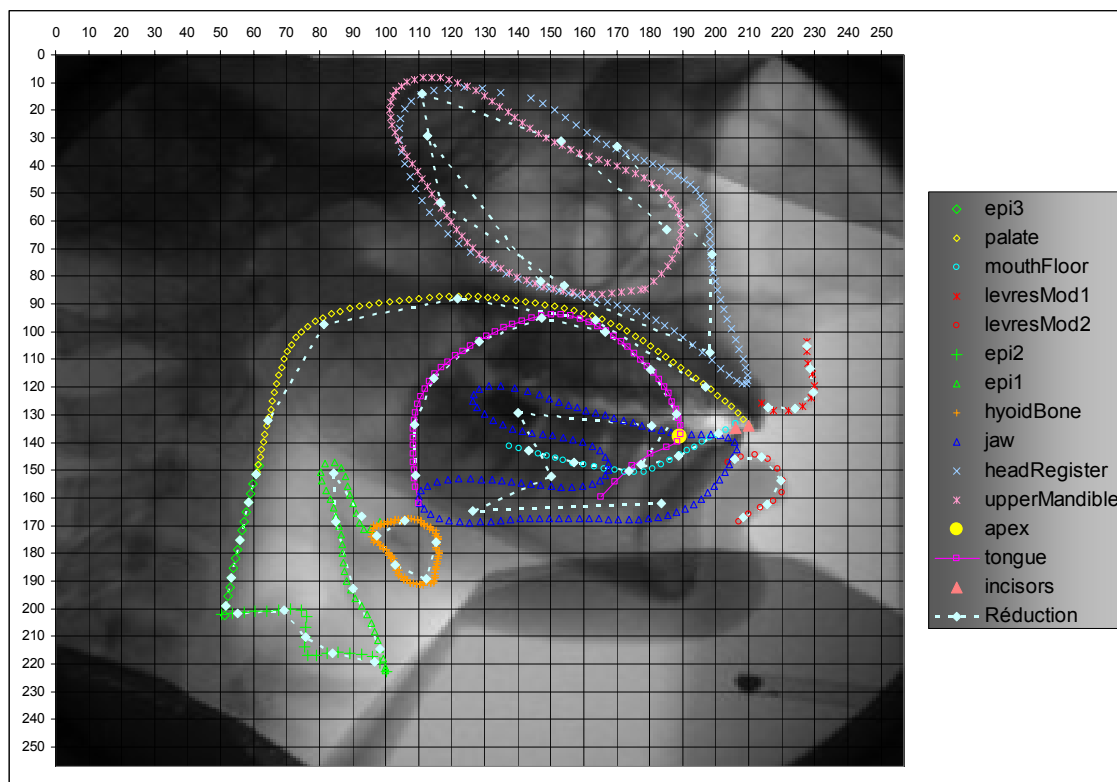 0 10 20 30 40 50 60 70 80 90 100 110 120 130 140 150 160 170 180 190 200 210 220 230 240 250
0
10
20
30
40
50
60
70
80
90
100
110
120
130
140
150
160
170
180
190
200
210
220
230
240
250
epi3
palate
mouthFloor
levresMod1
levresMod2
epi2
epi1
hyoidBone
jaw
headRegister
upperMandible
apex
tongue
incisors
Réduction